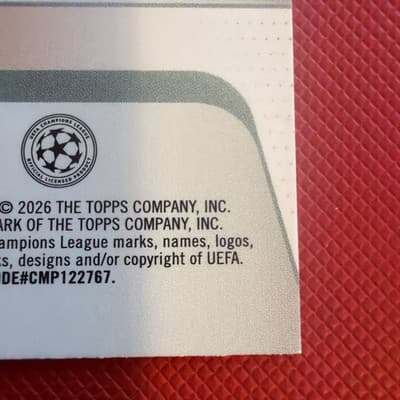 UEFA CHAMPIONS LEAGUE
OFFICIAL LICENSED PRODUCT
© 2026 THE TOPPS COMPANY, INC.
ARK OF THE TOPPS COMPANY, INC.
hampions League marks, names, logos,
s, designs and/or copyright of UEFA.
ODE#CMP122767.